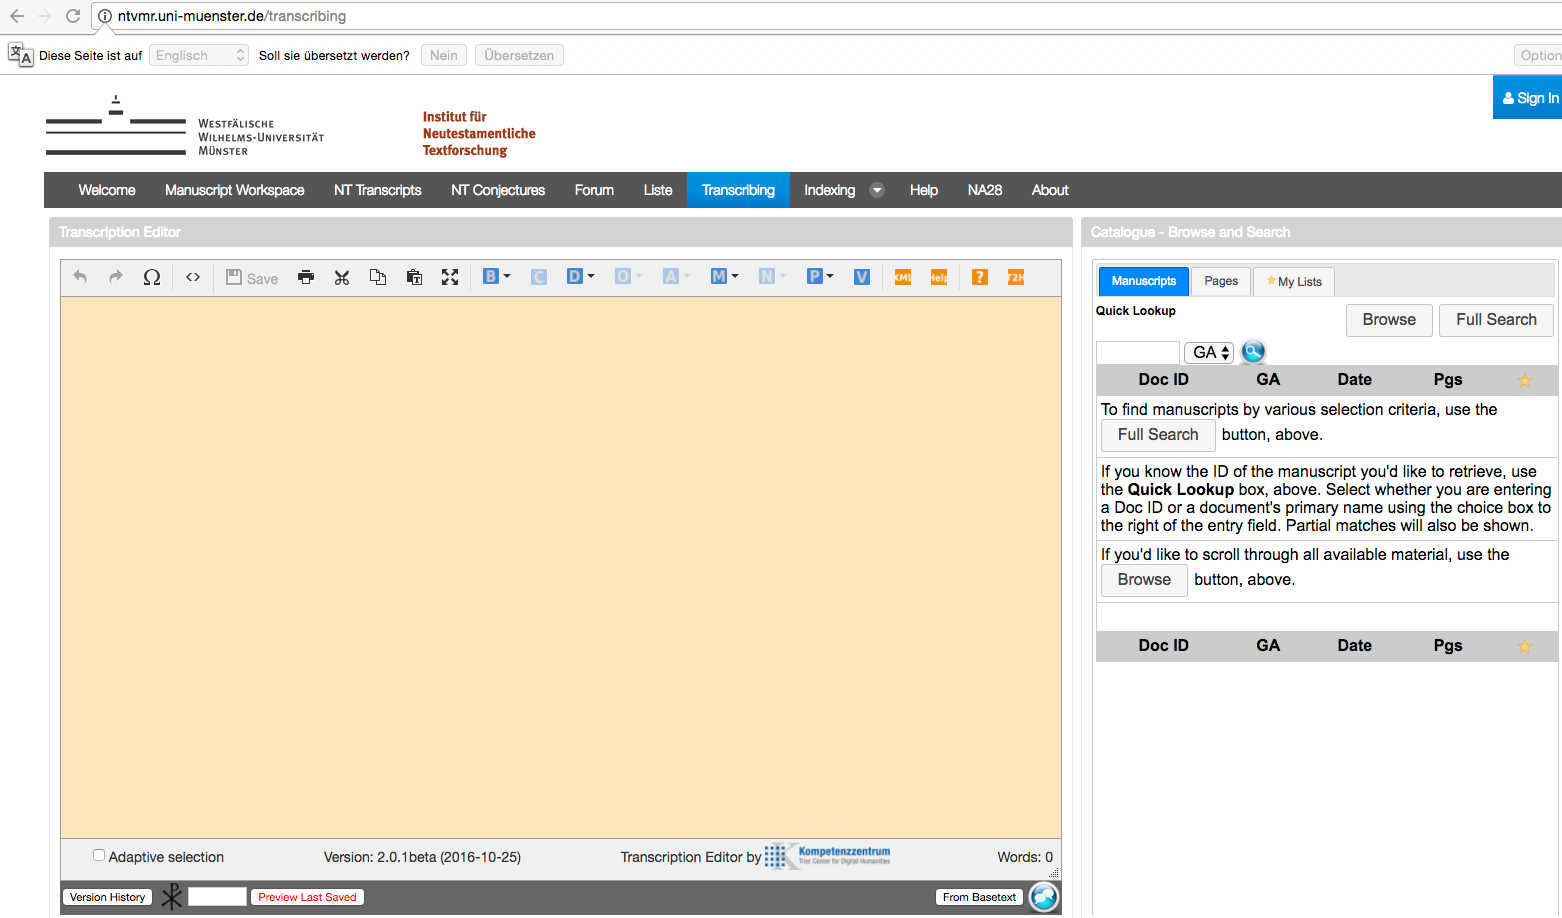 ntvmr.uni-muenster.de/transcribing
Diese Seite ist auf Englisch Soll sie übersetzt werden? Nein Übersetzen Option
Sign In
WESTFÄLISCHE
WILHELMS-UNIVERSITÄT
MÜNSTER
Institut für
Neutestamentliche
Textforschung
Welcome Manuscript Workspace NT Transcripts NT Conjectures Forum Liste Transcribing Indexing Help NA28 About
Transcription Editor
Ω <> Save B C D O A M N P V XML Help ? T2H
Adaptive selection Version: 2.0.1beta (2016-10-25) Transcription Editor by Kompetenzzentrum Words: 0
Trier Center for Digital Humanities
Version History Preview Last Saved From Basetext
Catalogue - Browse and Search
Manuscripts Pages My Lists
Quick Lookup Browse Full Search
GA
Doc ID GA Date Pgs
To find manuscripts by various selection criteria, use the
Full Search button, above.
If you know the ID of the manuscript you'd like to retrieve, use
the Quick Lookup box, above. Select whether you are entering
a Doc ID or a document's primary name using the choice box to
the right of the entry field. Partial matches will also be shown.
If you'd like to scroll through all available material, use the
Browse button, above.
Doc ID GA Date Pgs